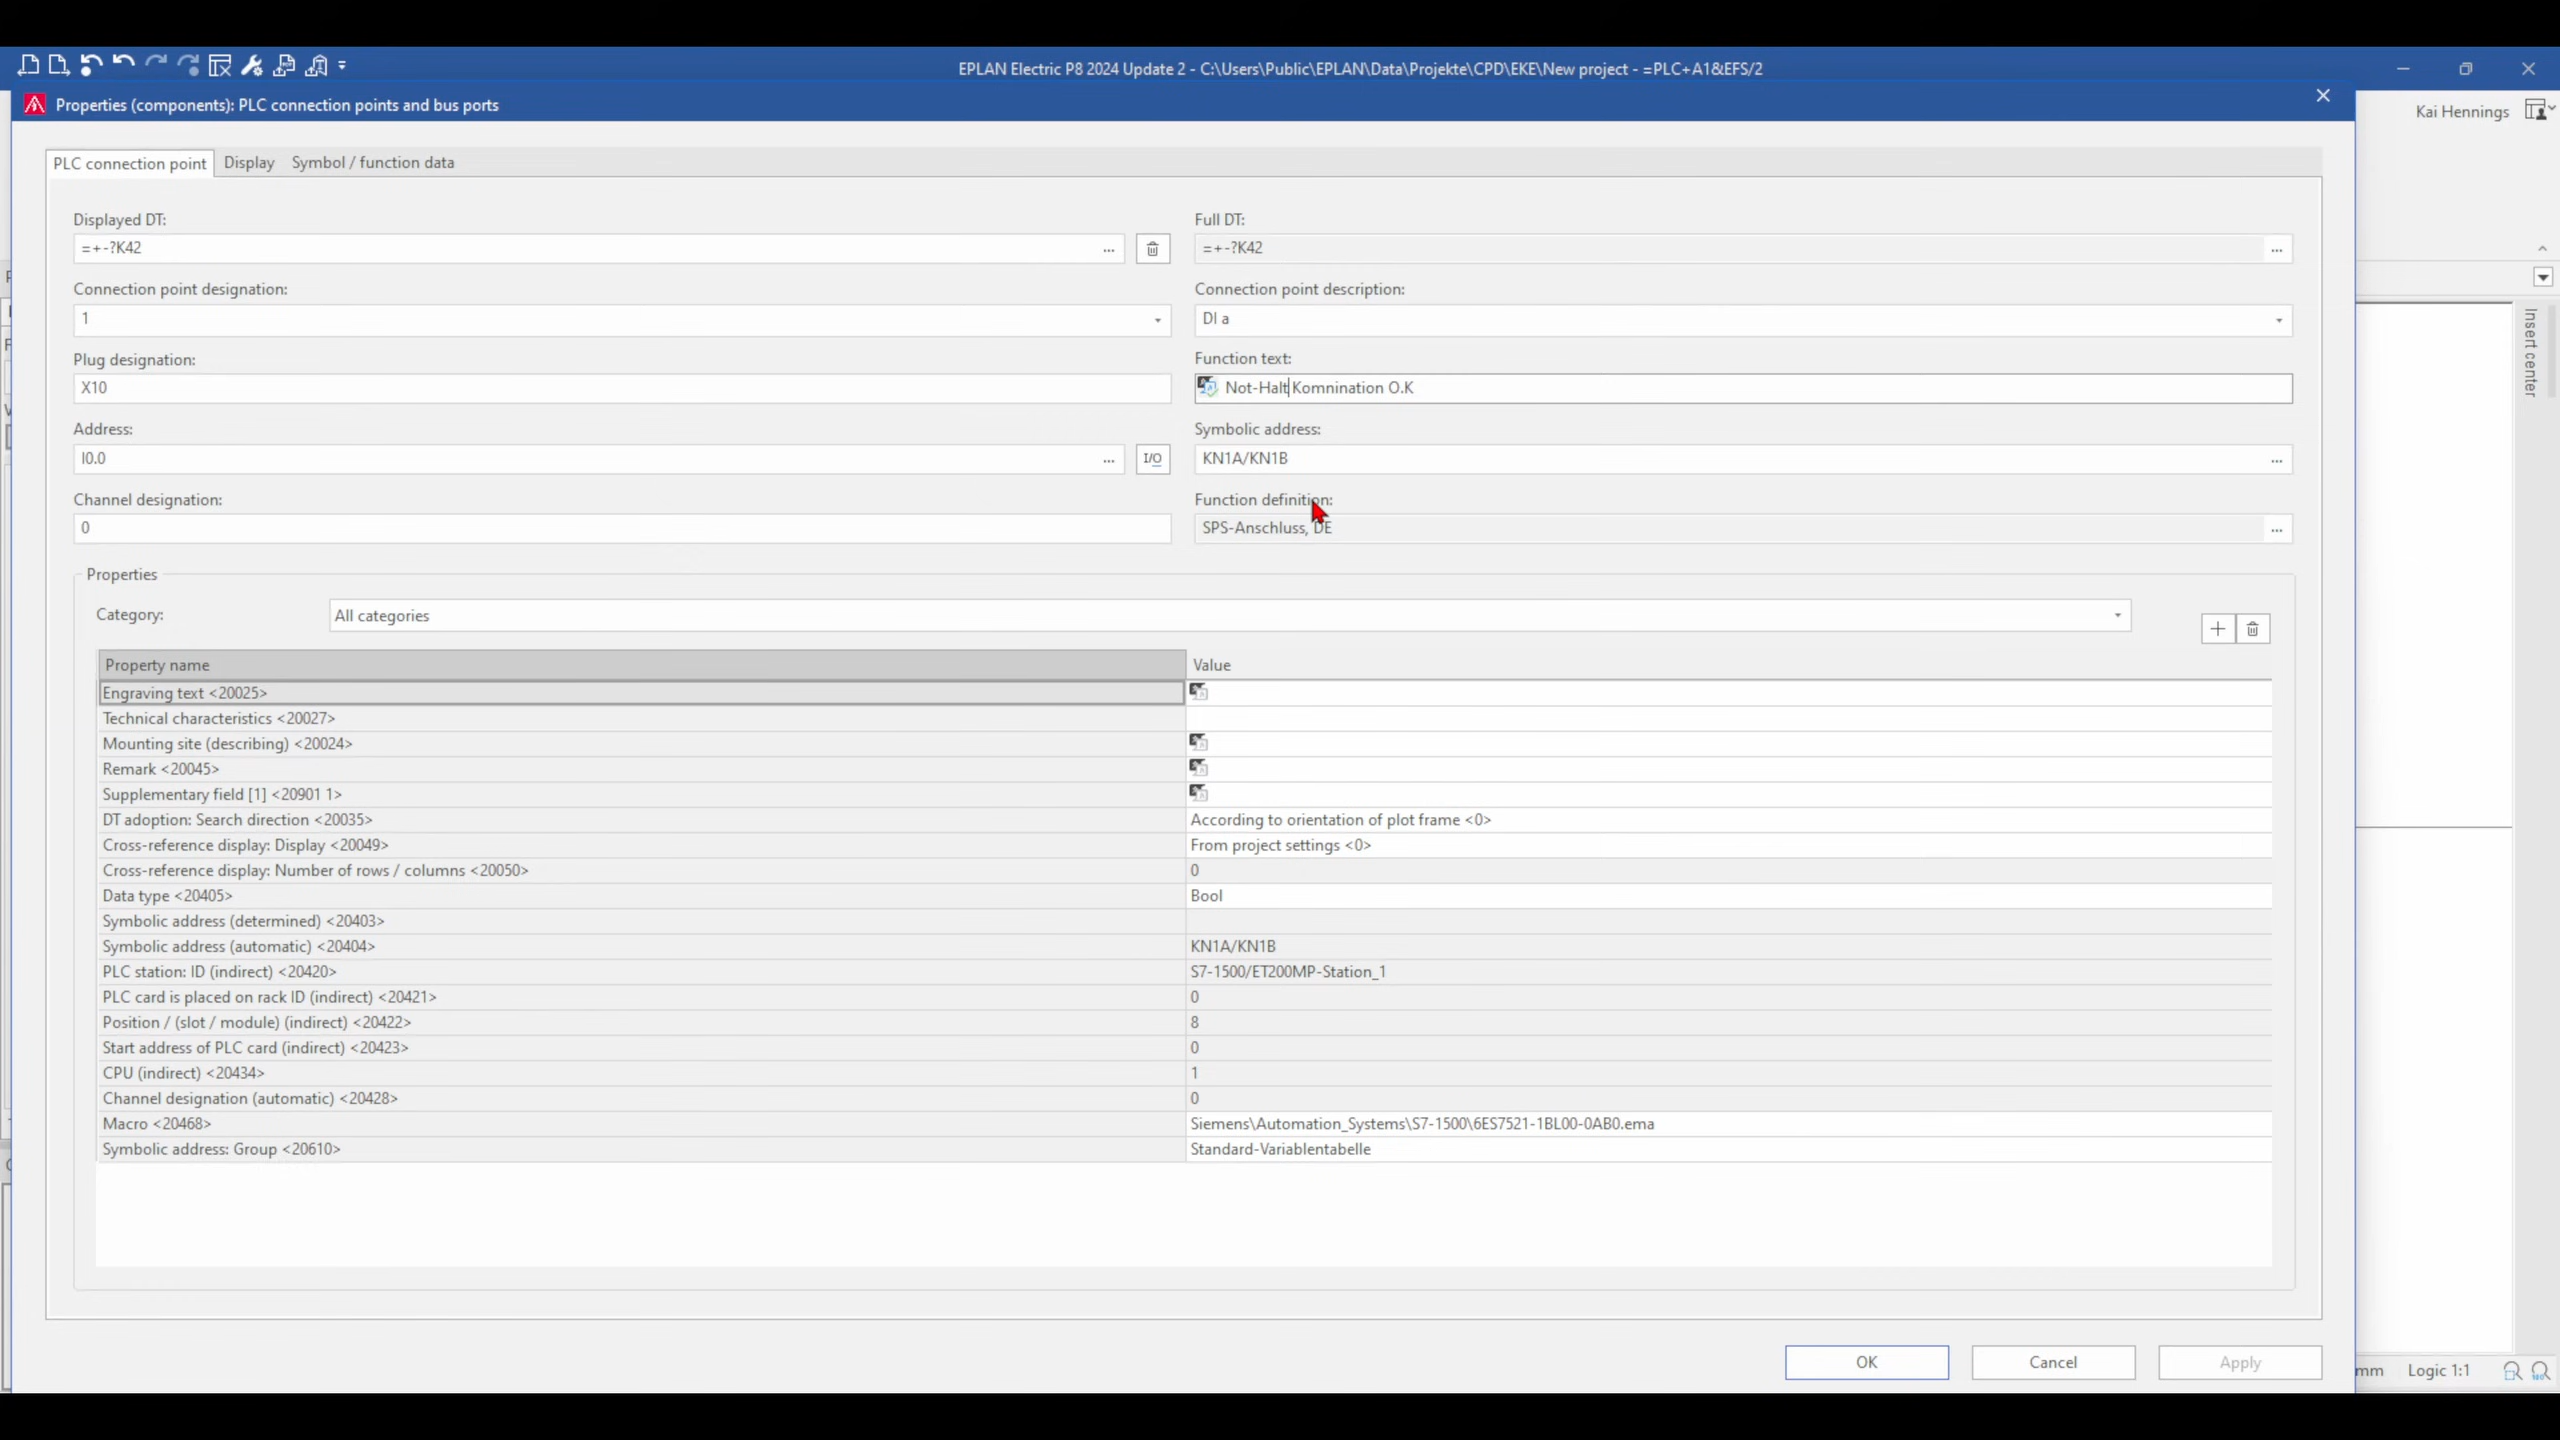 EPLAN Electric P8 2024 Update 2 - C:\Users\Public\EPLAN\Data\Projekte\CPD\EKE\New project - =PLC+A1&EFS/2
Properties (components): PLC connection points and bus ports
Kai Hennings
PLC connection point Display Symbol / function data
Displayed DT:
=+-?K42 ...
Full DT:
=+-?K42 ...
Connection point designation:
1
Connection point description:
DI a
Plug designation:
X10
Function text:
Not-Halt Komnination O.K
Address:
I0.0 ... I/O
Symbolic address:
KN1A/KN1B ...
Channel designation:
0
Function definition:
SPS-Anschluss, DE ...
Insert center
Properties
Category: All categories
Property name Value
Engraving text <20025>
Technical characteristics <20027>
Mounting site (describing) <20024>
Remark <20045>
Supplementary field [1] <20901 1>
DT adoption: Search direction <20035> According to orientation of plot frame <0>
Cross-reference display: Display <20049> From project settings <0>
Cross-reference display: Number of rows / columns <20050> 0
Data type <20405> Bool
Symbolic address (determined) <20403>
Symbolic address (automatic) <20404> KN1A/KN1B
PLC station: ID (indirect) <20420> S7-1500/ET200MP-Station_1
PLC card is placed on rack ID (indirect) <20421> 0
Position / (slot / module) (indirect) <20422> 8
Start address of PLC card (indirect) <20423> 0
CPU (indirect) <20434> 1
Channel designation (automatic) <20428> 0
Macro <20468> Siemens\Automation_Systems\S7-1500\6ES7521-1BL00-0AB0.ema
Symbolic address: Group <20610> Standard-Variablentabelle
OK Cancel Apply
mm Logic 1:1